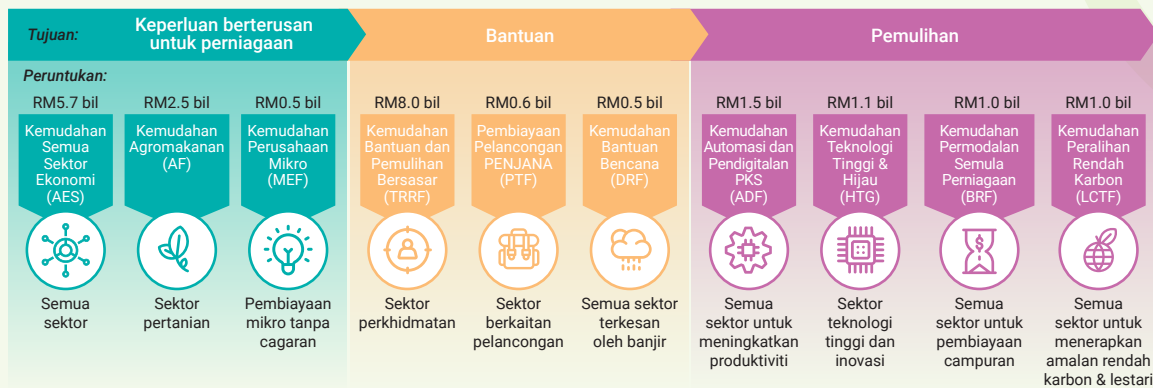 Tujuan:
Keperluan berterusan
untuk perniagaan
Bantuan
Pemulihan
Peruntukan:
RM5.7 bil
Kemudahan
Semua
Sektor
Ekonomi
(AES)
Semua
sektor
RM2.5 bil
Kemudahan
Agromakanan
(AF)
Sektor
pertanian
RM0.5 bil
Kemudahan
Perusahaan
Mikro
(MEF)
Pembiayaan
mikro tanpa
cagaran
RM8.0 bil
Kemudahan
Bantuan dan
Pemulihan
Bersasar
(TRRF)
Sektor
perkhidmatan
RM0.6 bil
Pembiayaan
Pelancongan
PENJANA
(PTF)
Sektor
berkaitan
pelancongan
RM0.5 bil
Kemudahan
Bantuan
Bencana
(DRF)
Semua sektor
terkesan
oleh banjir
RM1.5 bil
Kemudahan
Automasi dan
Pendigitalan
PKS
(ADF)
Semua
sektor untuk
meningkatkan
produktiviti
RM1.1 bil
Kemudahan
Teknologi
Tinggi &
Hijau
(HTG)
Sektor
teknologi
tinggi dan
inovasi
RM1.0 bil
Kemudahan
Permodalan
Semula
Perniagaan
(BRF)
Semua
sektor untuk
pembiayaan
campuran
RM1.0 bil
Kemudahan
Peralihan
Rendah
Karbon
(LCTF)
Semua
sektor untuk
menerapkan
amalan rendah
karbon & lestari